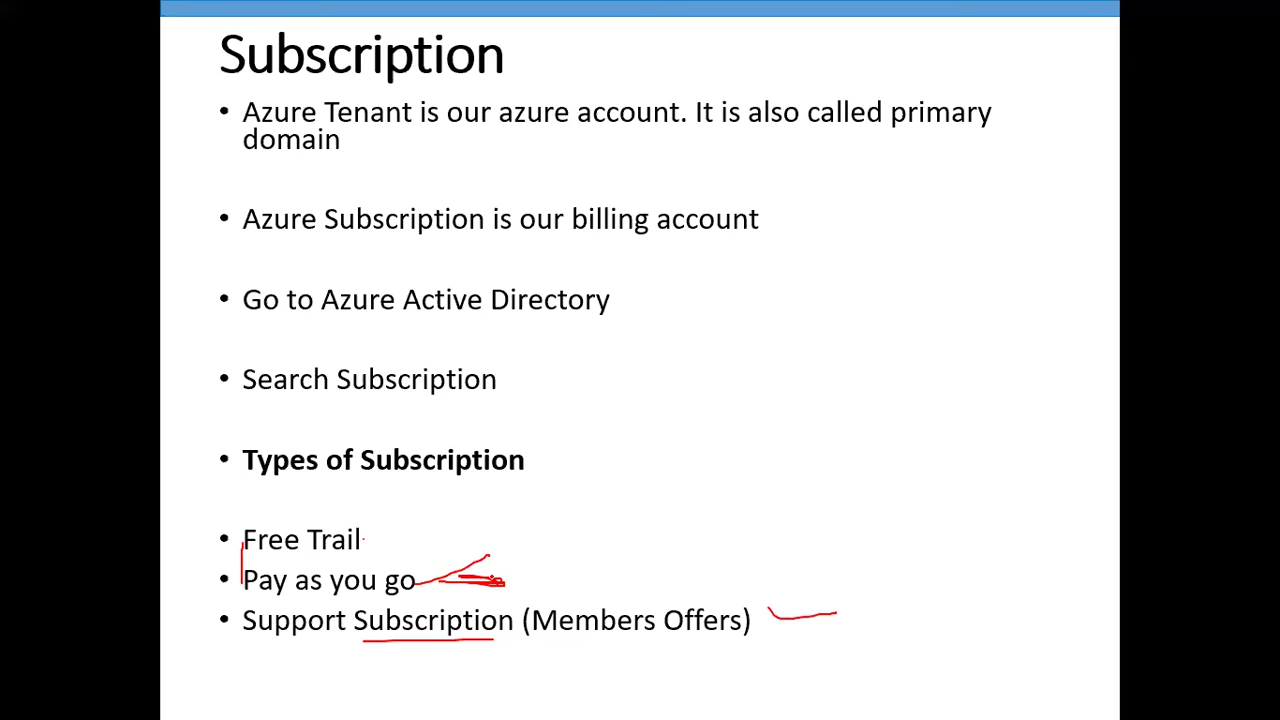 Subscription
• Azure Tenant is our azure account. It is also called primary
domain
• Azure Subscription is our billing account
• Go to Azure Active Directory
• Search Subscription
• Types of Subscription
• Free Trail
• Pay as you go
• Support Subscription (Members Offers)